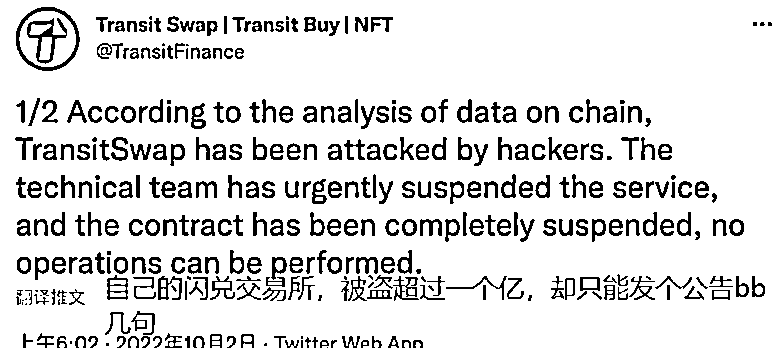 Transit Swap | Transit Buy | NFT
@TransitFinance
1/2 According to the analysis of data on chain,
TransitSwap has been attacked by hackers. The
technical team has urgently suspended the service,
and the contract has been completely suspended, no
operations can be performed.
翻译推文
自己的闪兑交易所，被盗超过一个亿，却只能发个公告bb
几句
上午6:02 · 2022年10月2日 · Twitter Web App